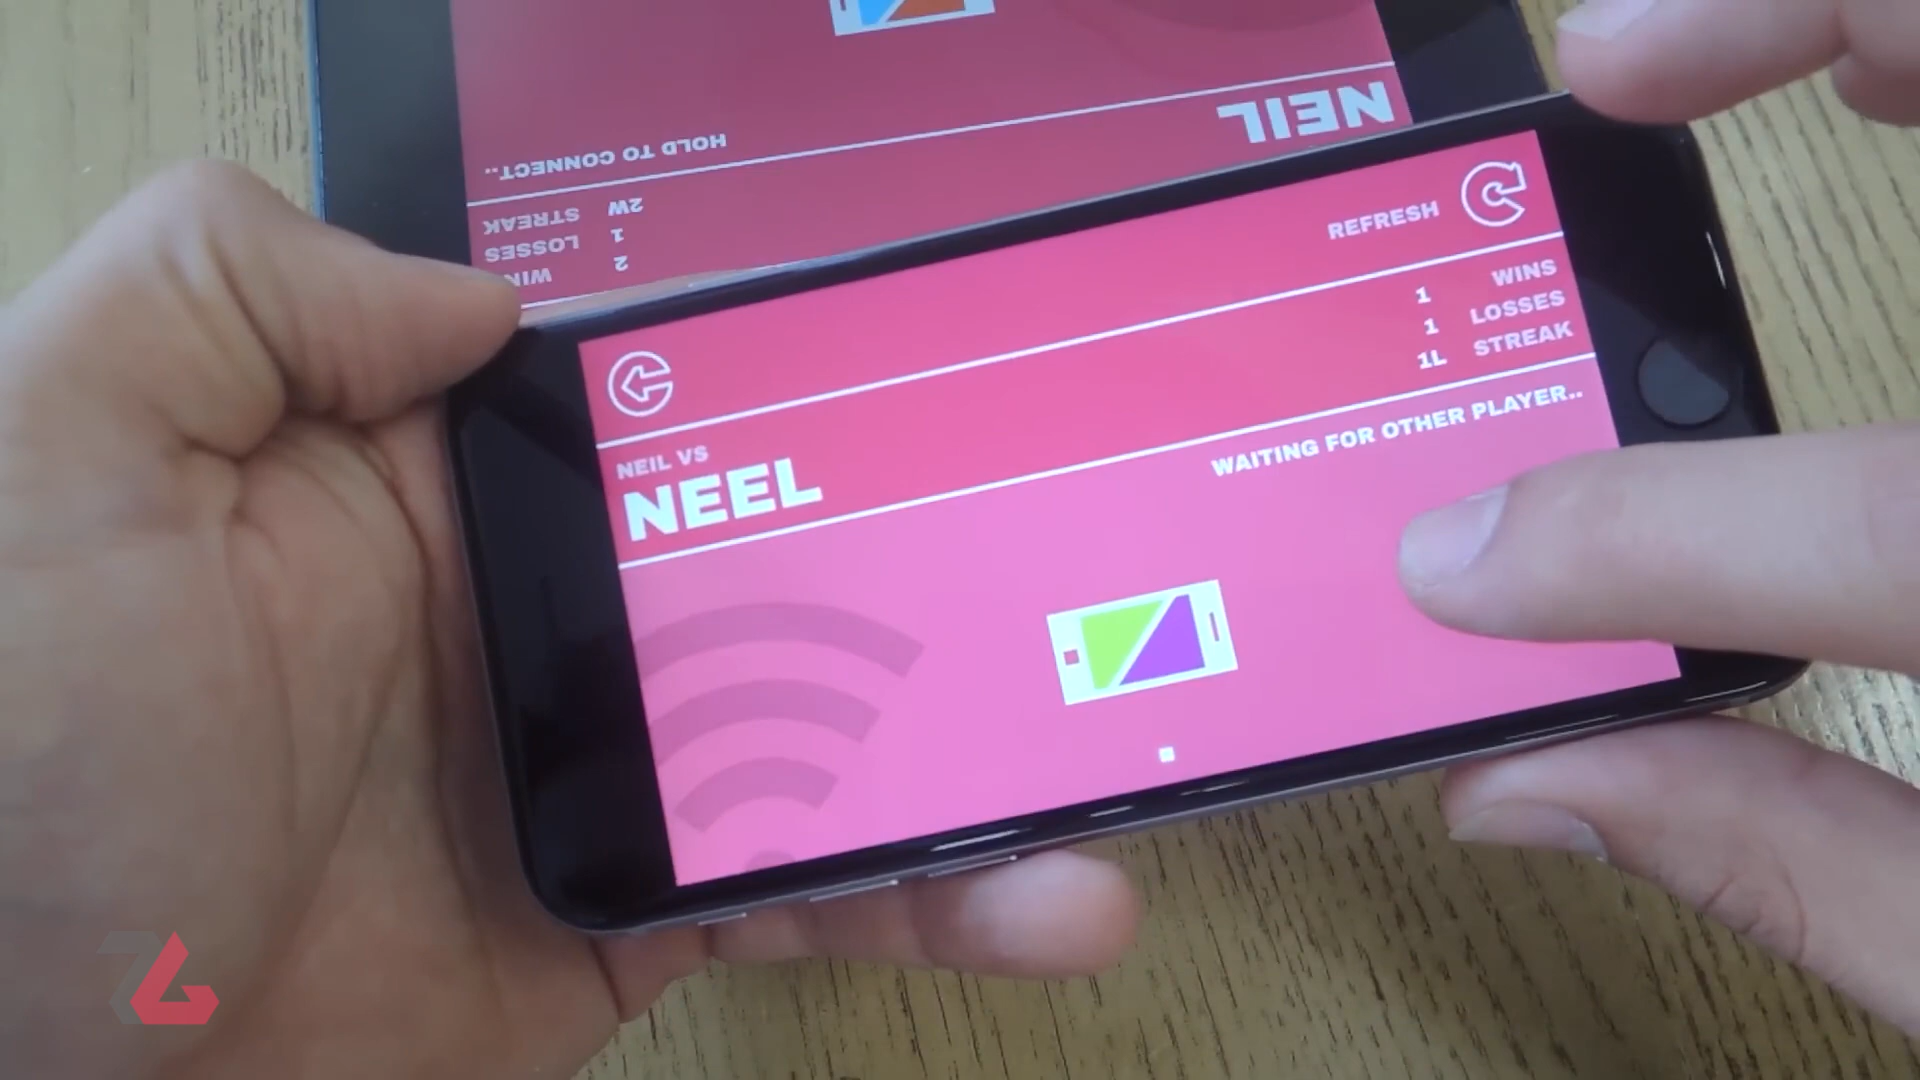 NEIL
HOLD TO CONNECT..
STREAK 2W
LOSSES 1
WIN 2
REFRESH
1 WINS
1 LOSSES
1L STREAK
NEIL VS
NEEL
WAITING FOR OTHER PLAYER..